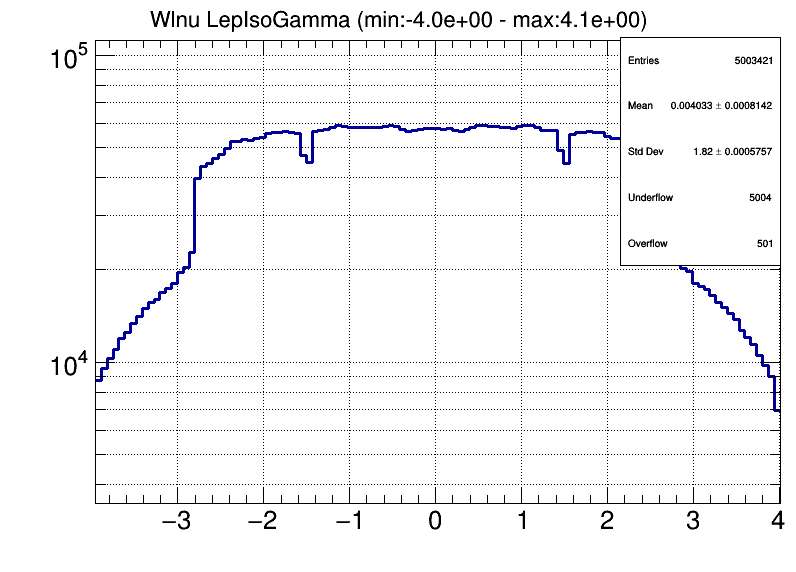 Wlnu LepIsoGamma (min:-4.0e+00 - max:4.1e+00)
10^5
Entries 5003421
Mean 0.004033 ± 0.0008142
Std Dev 1.82 ± 0.0005757
Underflow 5004
Overflow 501
10^4
−3 −2 −1 0 1 2 3 4